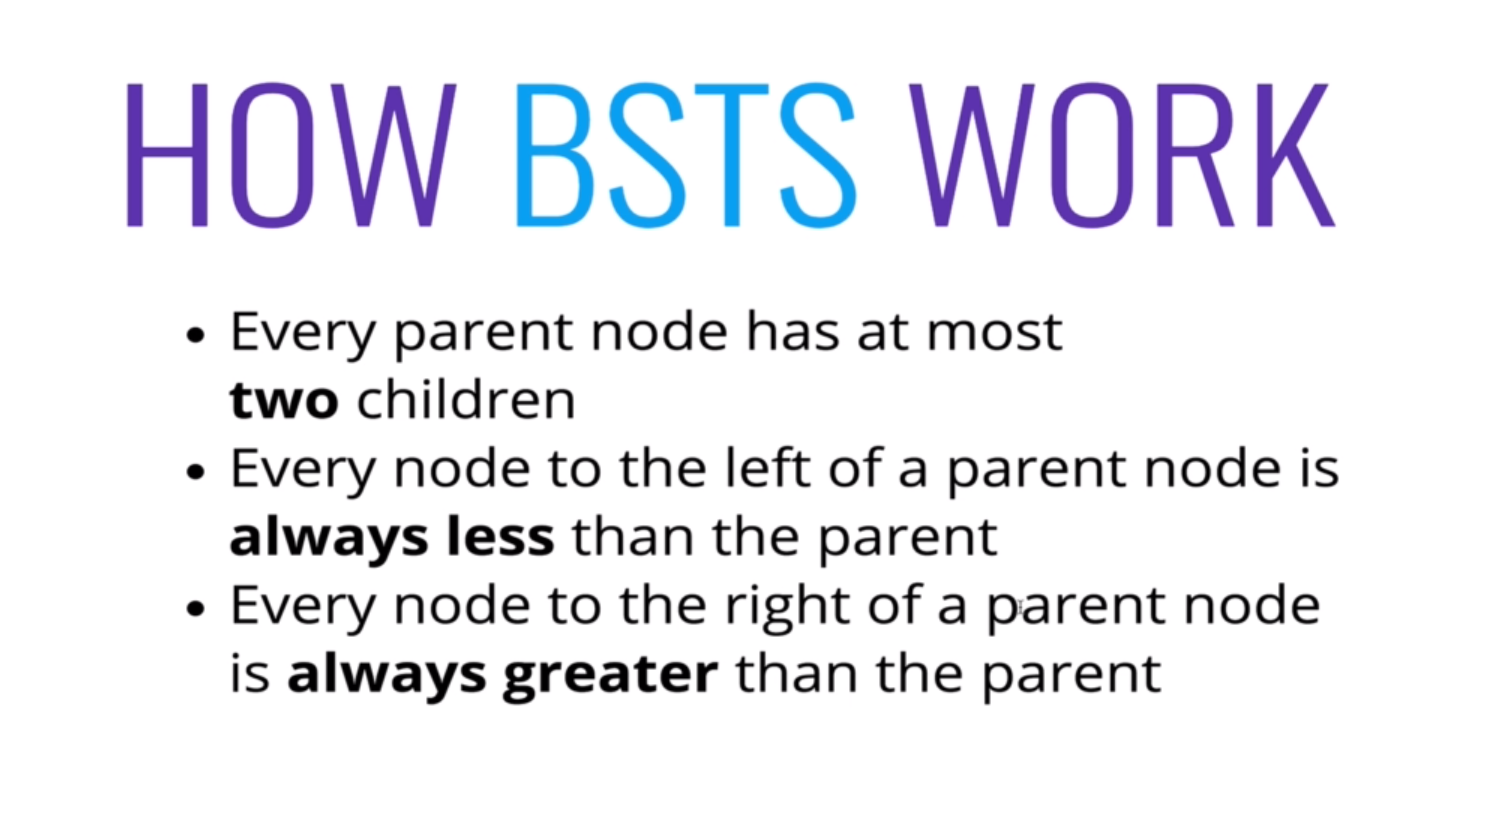 HOW BSTS WORK
• Every parent node has at most
two children
• Every node to the left of a parent node is
always less than the parent
• Every node to the right of a parent node
is always greater than the parent